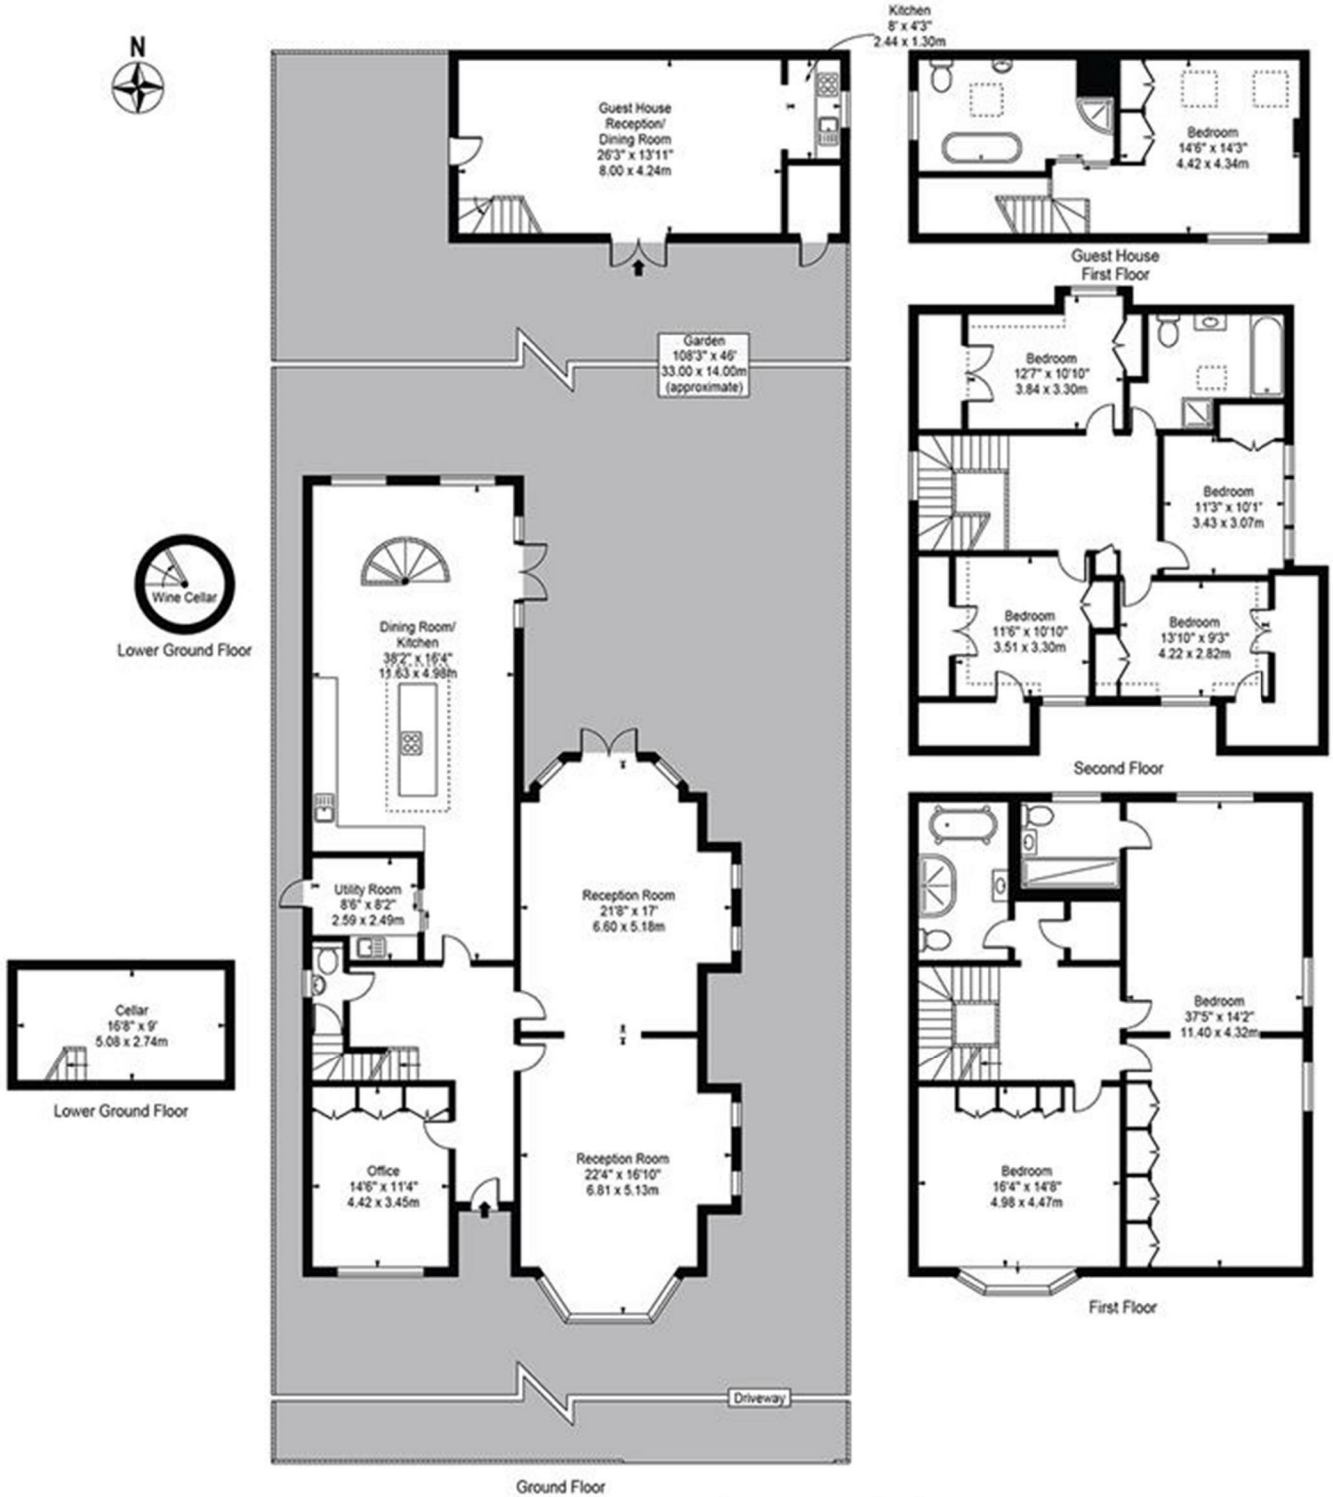 N
Kitchen
8' x 4'3"
2.44 x 1.30m
Guest House
Reception/
Dining Room
26'3" x 13'11"
8.00 x 4.24m
Bedroom
14'6" x 14'3"
4.42 x 4.34m
Guest House
First Floor
Garden
108'3" x 46'
33.00 x 14.00m
(approximate)
Bedroom
12'7" x 10'10"
3.84 x 3.30m
Bedroom
11'3" x 10'1"
3.43 x 3.07m
Bedroom
11'6" x 10'10"
3.51 x 3.30m
Bedroom
13'10" x 9'3"
4.22 x 2.82m
Second Floor
Wine Cellar
Lower Ground Floor
Dining Room/
Kitchen
38'2" x 16'4"
11.63 x 4.98m
Utility Room
8'6" x 8'2"
2.59 x 2.49m
Reception Room
21'8" x 17'
6.60 x 5.18m
Cellar
16'8" x 9'
5.08 x 2.74m
Lower Ground Floor
Bedroom
37'5" x 14'2"
11.40 x 4.32m
Office
14'6" x 11'4"
4.42 x 3.45m
Reception Room
22'4" x 16'10"
6.81 x 5.13m
Bedroom
16'4" x 14'8"
4.98 x 4.47m
First Floor
Driveway
Ground Floor